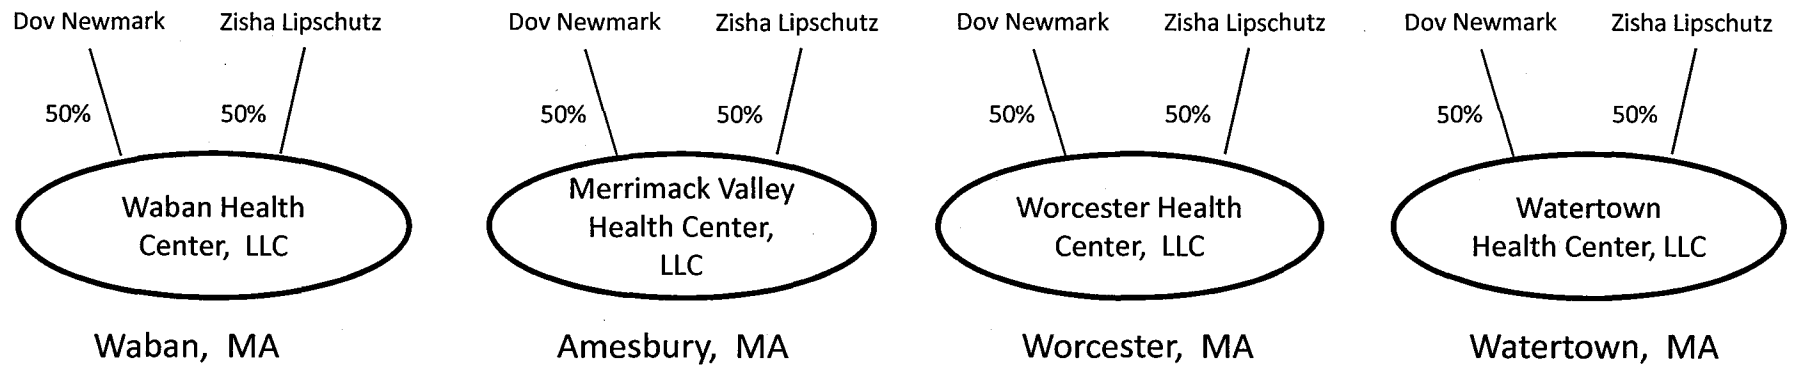 Dov Newmark Zisha Lipschutz Dov Newmark Zisha Lipschutz Dov Newmark Zisha Lipschutz Dov Newmark Zisha Lipschutz
50% 50% 50% 50% 50% 50% 50% 50%
Waban Health
Center, LLC
Merrimack Valley
Health Center,
LLC
Worcester Health
Center, LLC
Watertown
Health Center, LLC
Waban, MA Amesbury, MA Worcester, MA Watertown, MA